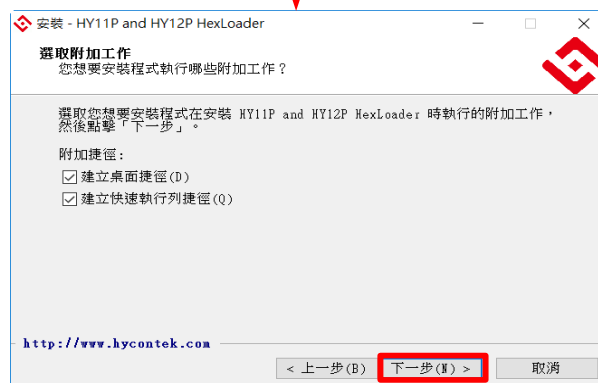 安裝 - HY11P and HY12P HexLoader
選取附加工作
您想要安裝程式執行哪些附加工作？
選取您想要安裝程式在安裝 HY11P and HY12P HexLoader 時執行的附加工作，
然後點擊「下一步」。
附加捷徑：
建立桌面捷徑(D)
建立快速執行列捷徑(Q)
http://www.hycontek.com
< 上一步(B) 下一步(N) > 取消